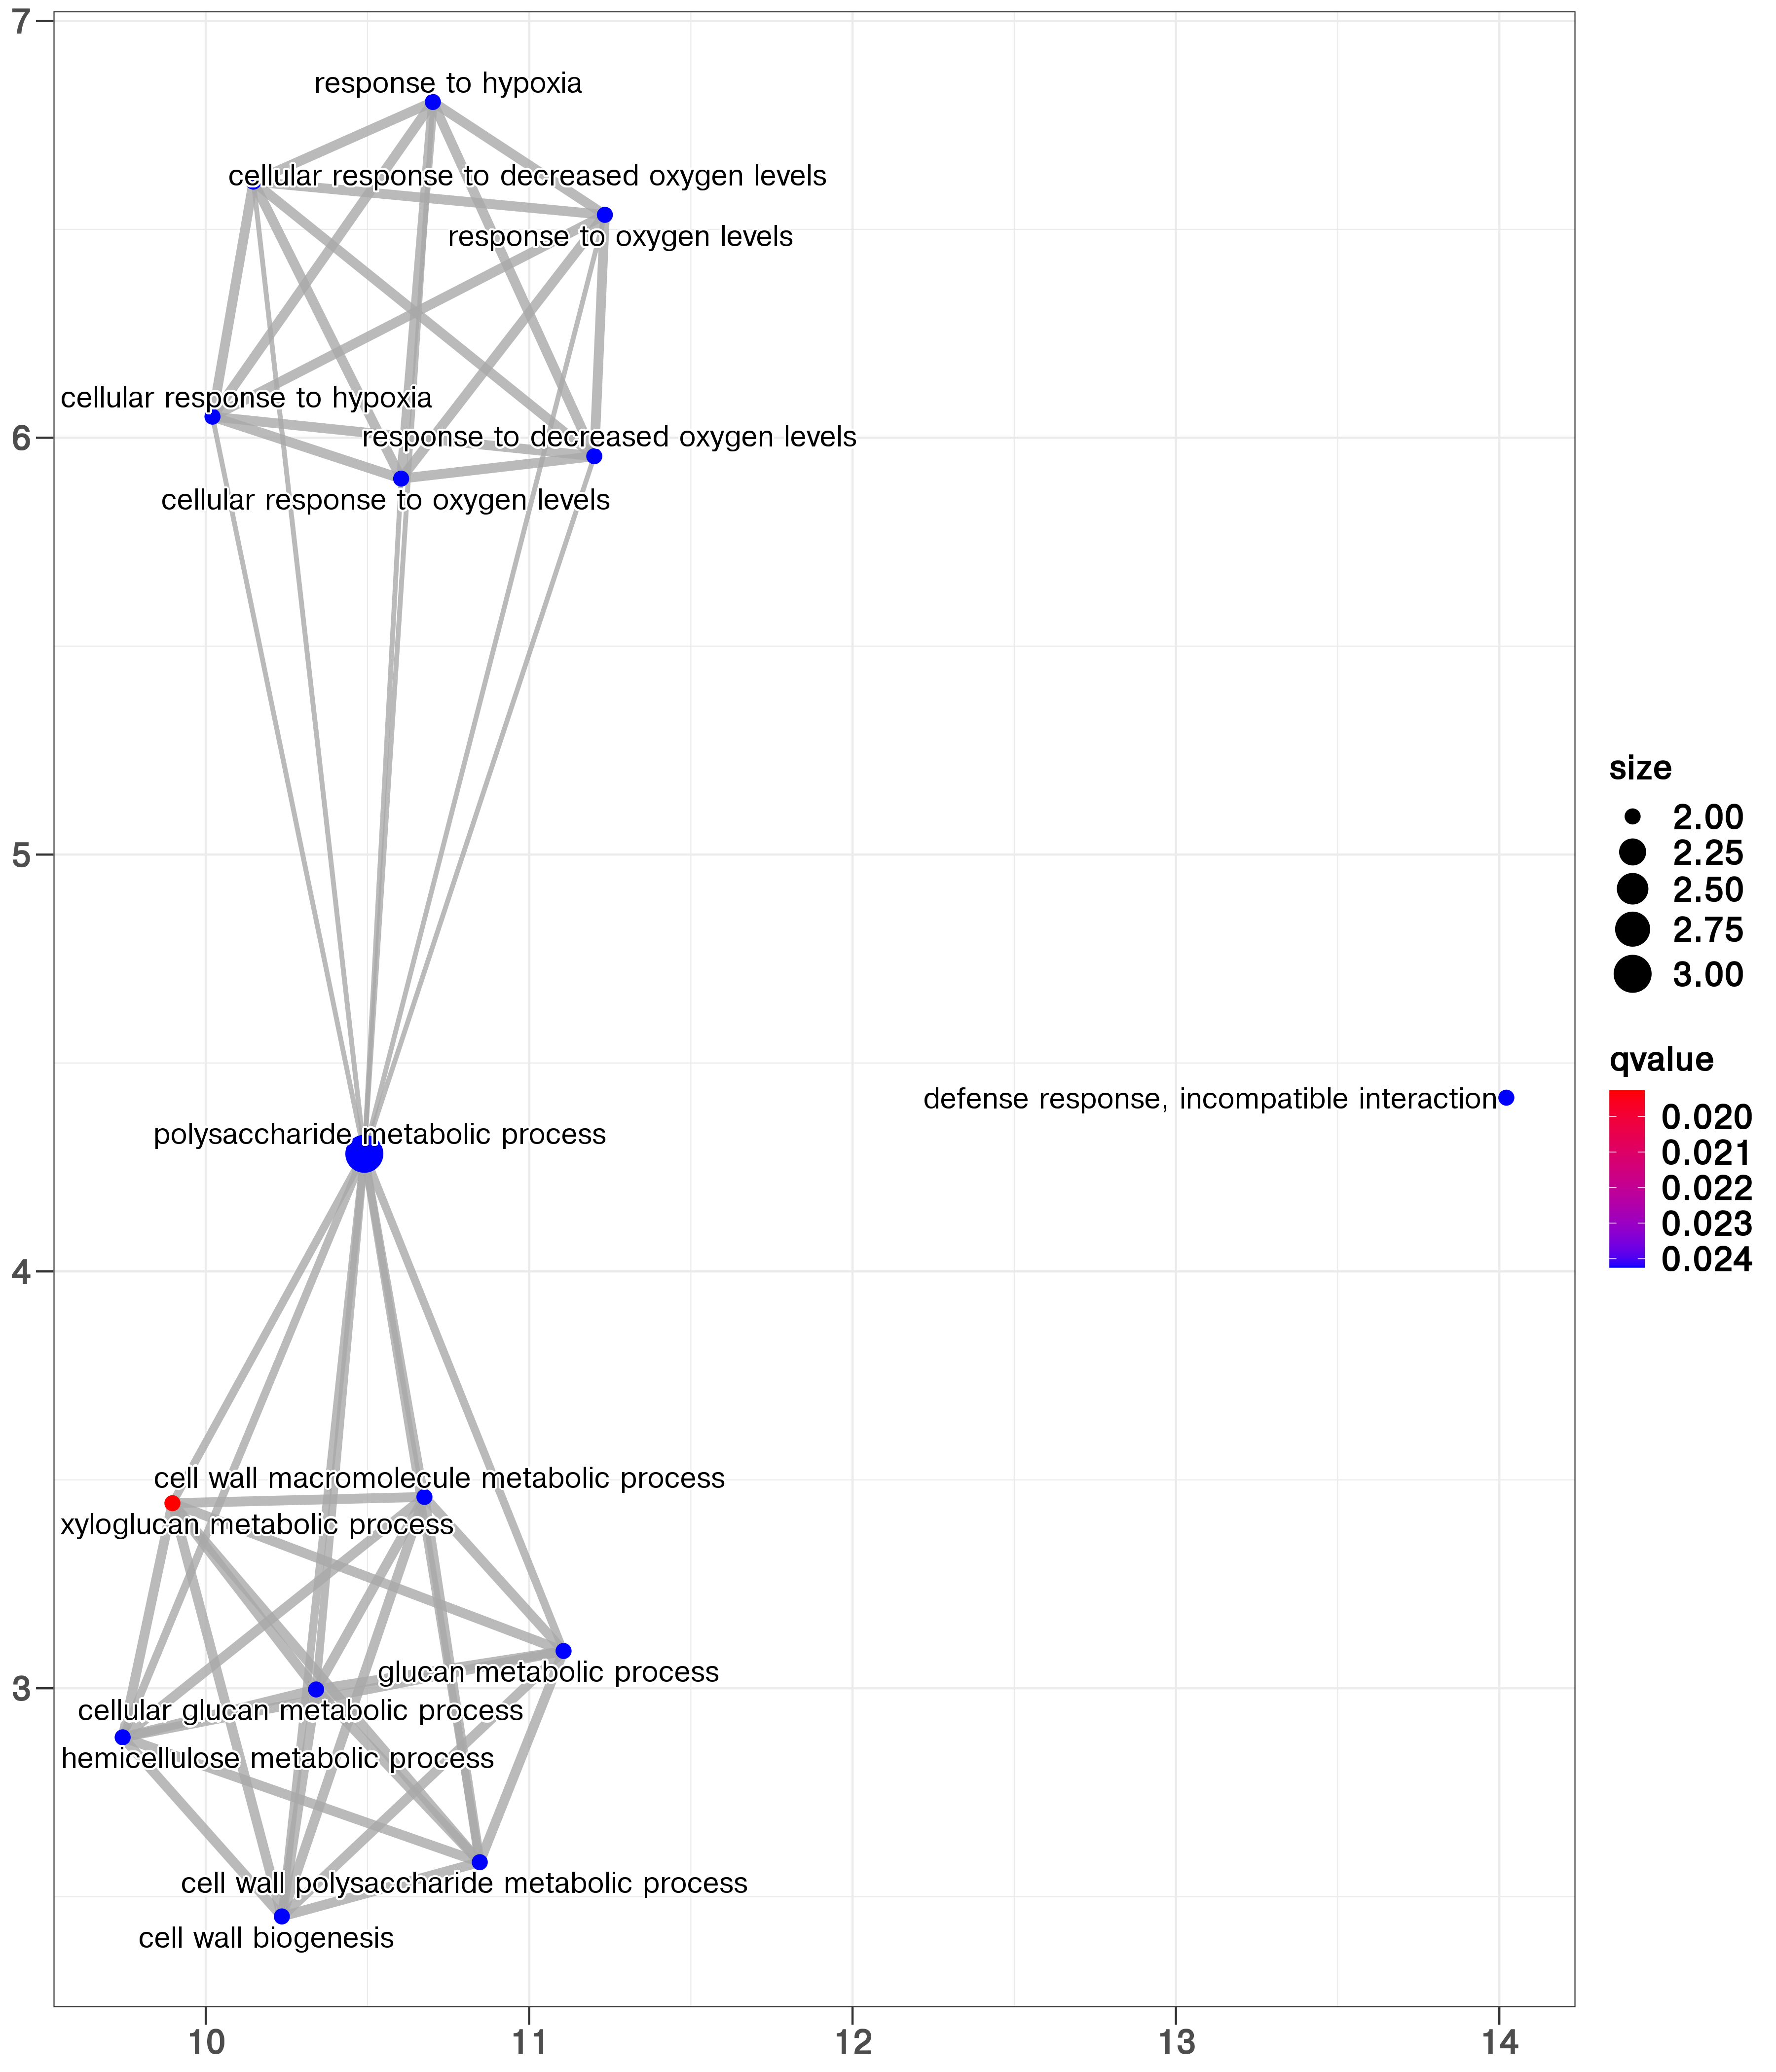 7
response to hypoxia
cellular response to decreased oxygen levels
response to oxygen levels
cellular response to hypoxia
6
response to decreased oxygen levels
cellular response to oxygen levels
5
defense response, incompatible interaction
polysaccharide metabolic process
4
cell wall macromolecule metabolic process
xyloglucan metabolic process
glucan metabolic process
3
cellular glucan metabolic process
hemicellulose metabolic process
cell wall polysaccharide metabolic process
cell wall biogenesis
10 11 12 13 14
size
2.00
2.25
2.50
2.75
3.00
qvalue
0.020
0.021
0.022
0.023
0.024